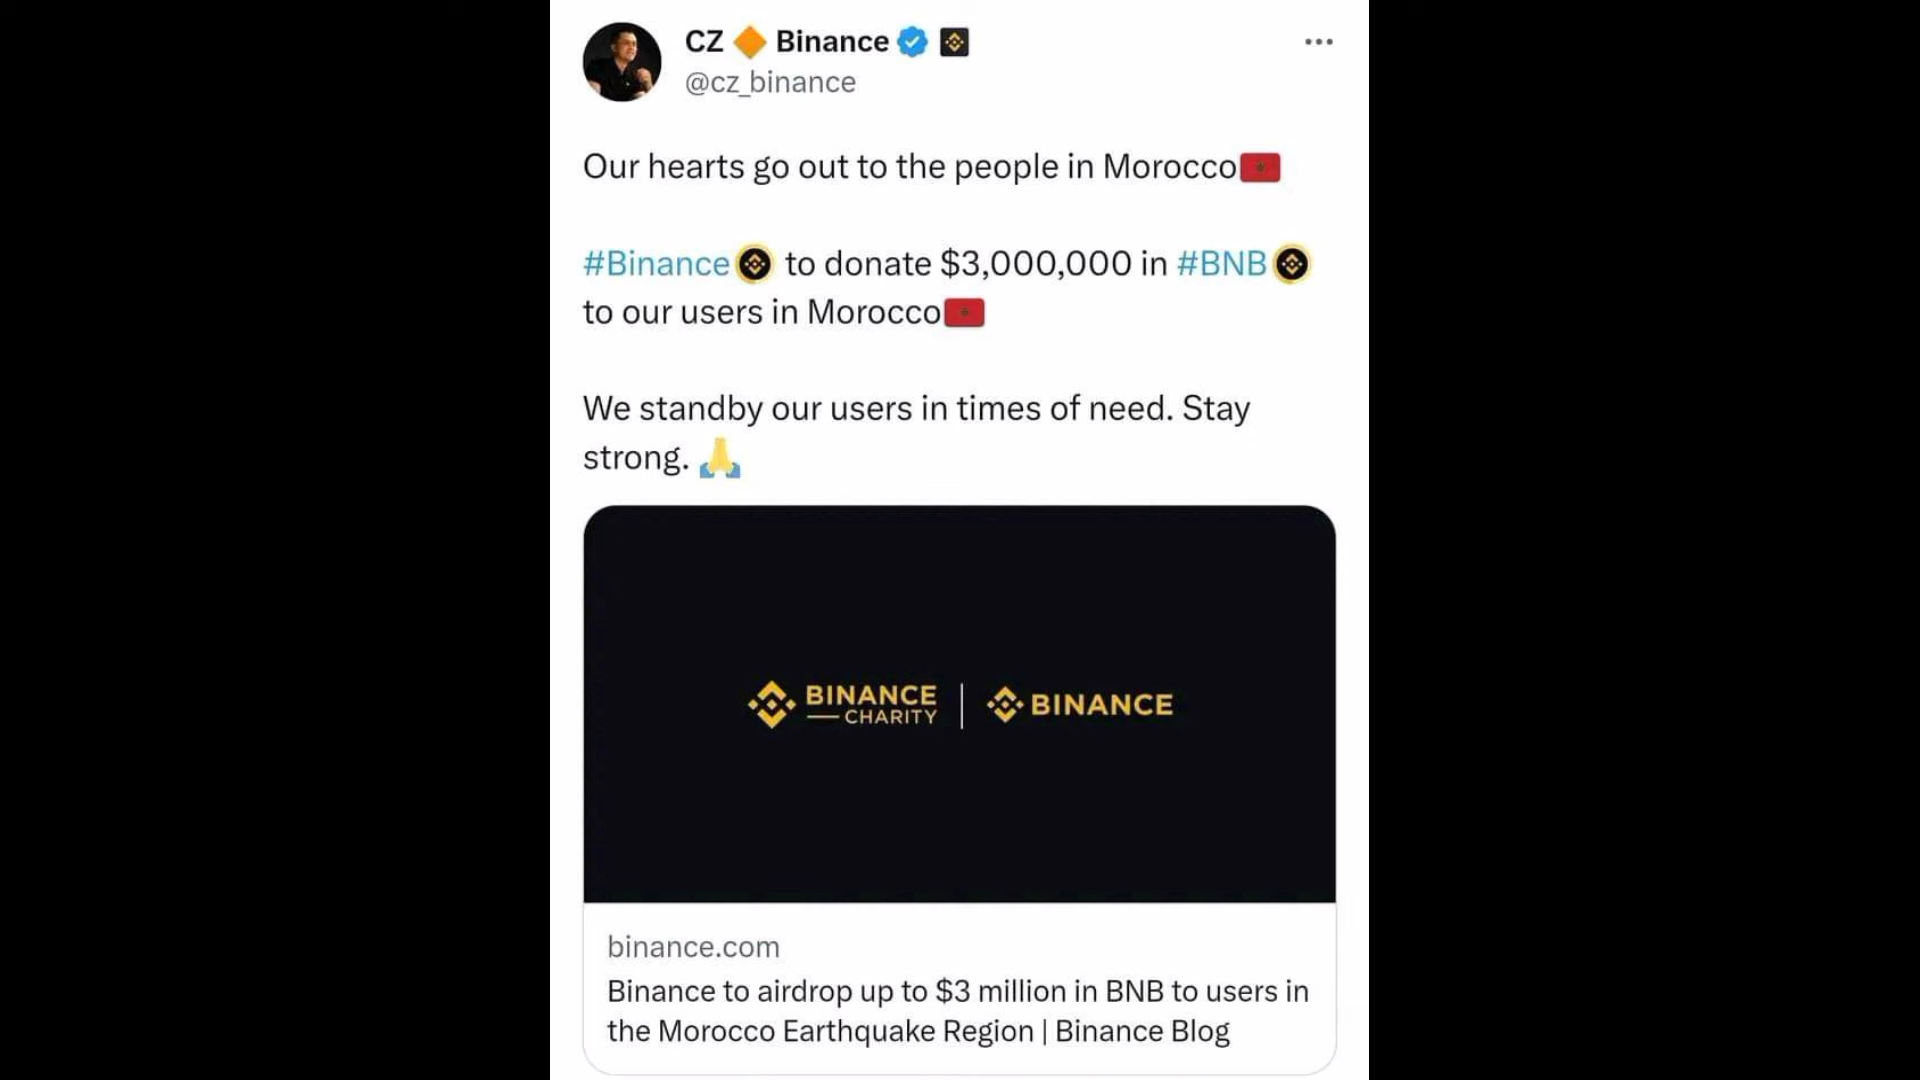 CZ 🔶 Binance
@cz_binance
Our hearts go out to the people in Morocco🇲🇦
#Binance to donate $3,000,000 in #BNB
to our users in Morocco🇲🇦
We standby our users in times of need. Stay
strong. 🙏
BINANCE
CHARITY
BINANCE
binance.com
Binance to airdrop up to $3 million in BNB to users in
the Morocco Earthquake Region | Binance Blog